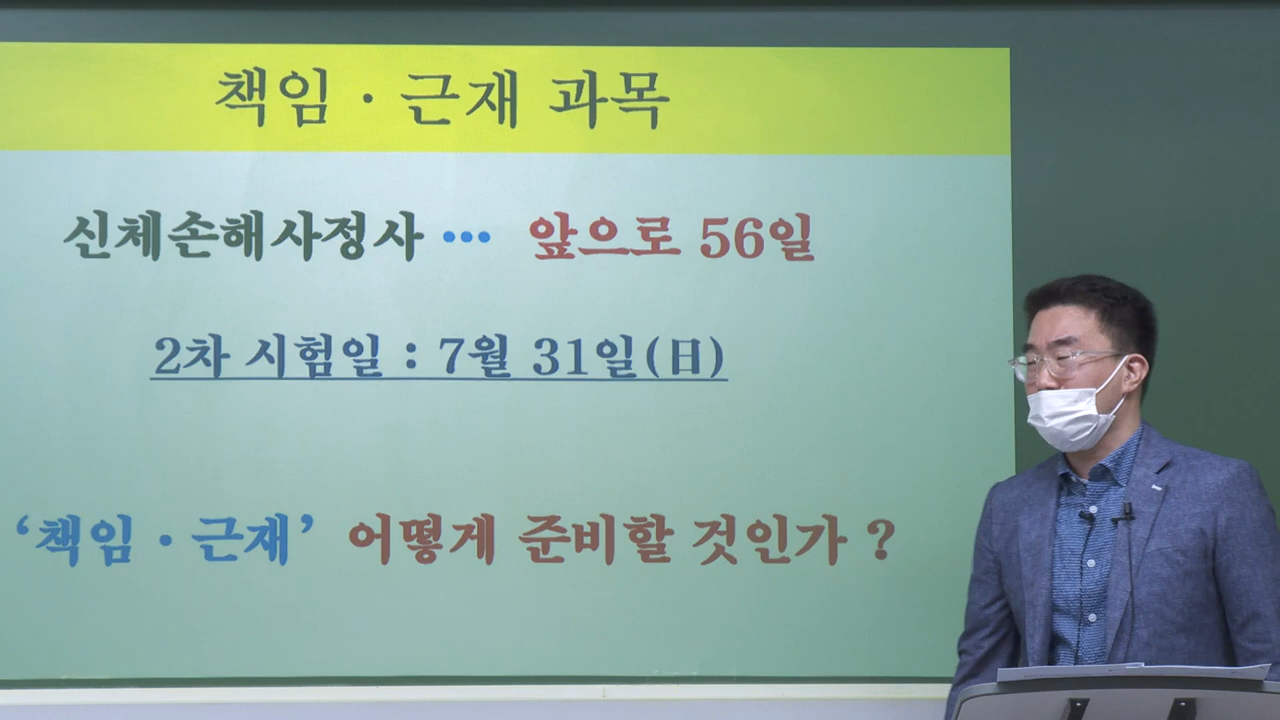 책임 · 근재 과목
신체손해사정사 ··· 앞으로 56일
2차 시험일 : 7월 31일(日)
‘책임 · 근재’ 어떻게 준비할 것인가 ?